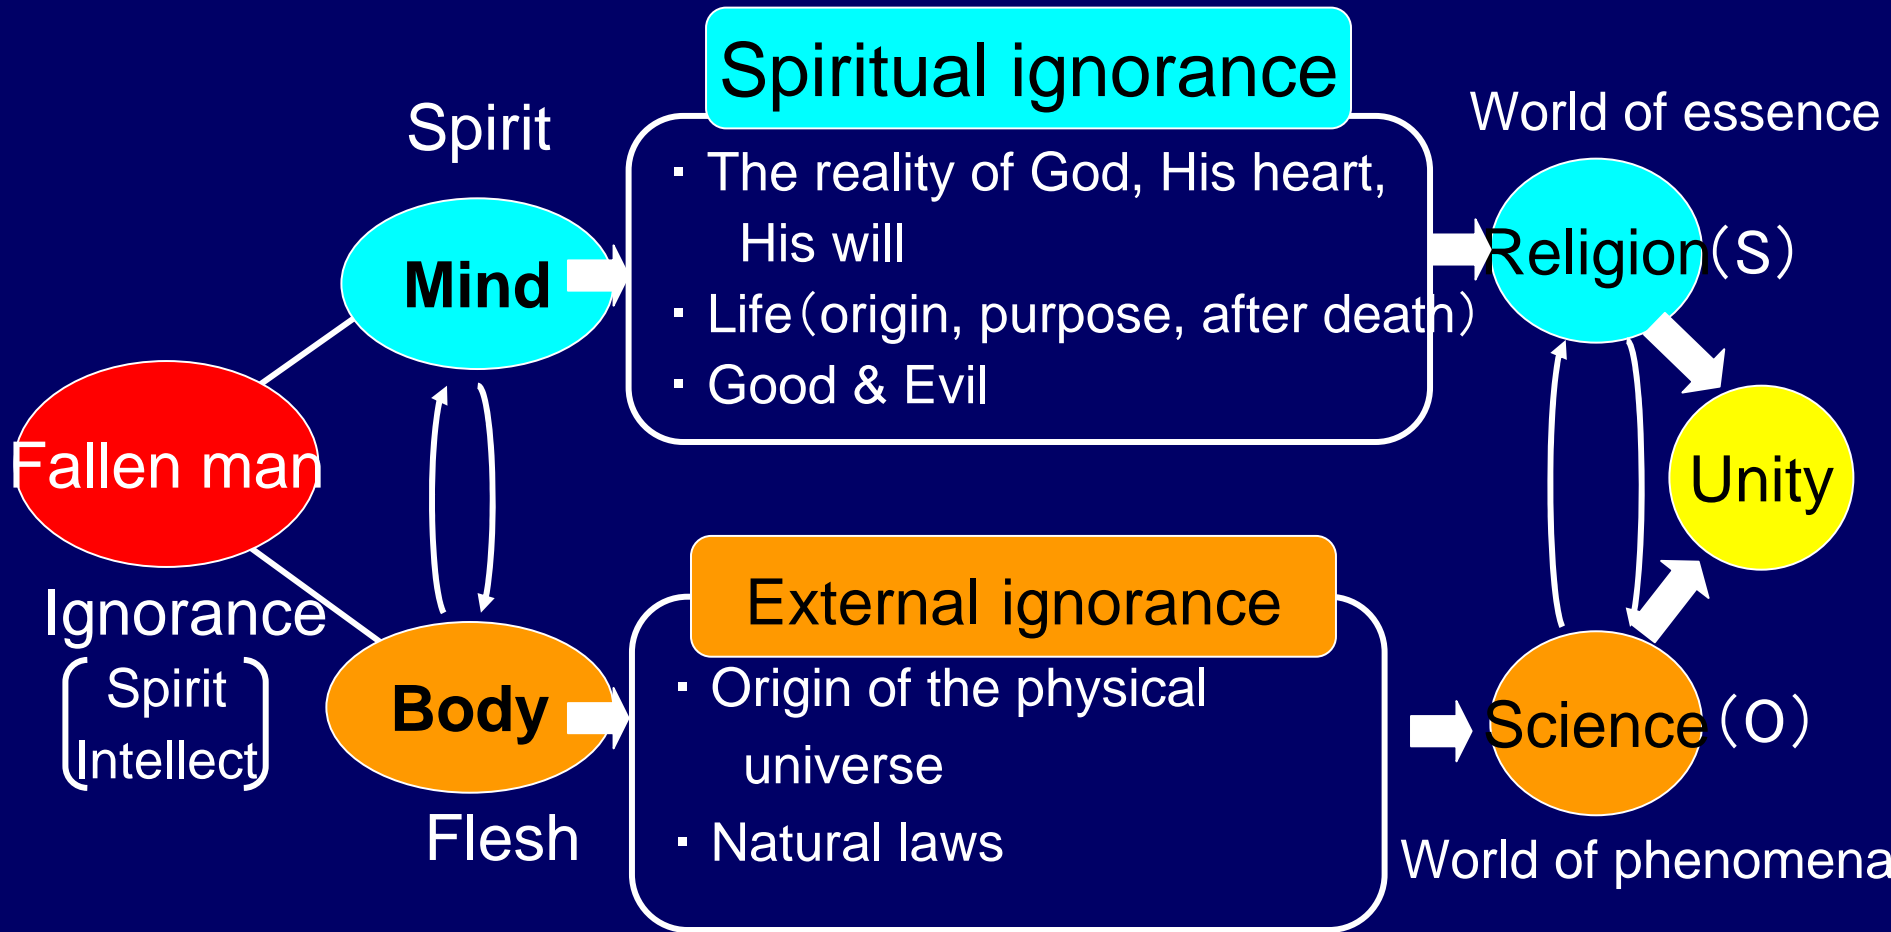 Spiritual ignorance
Spirit
World of essence
・ The reality of God, His heart,
His will
・ Life（origin, purpose, after death）
・ Good & Evil
Mind
Religion（S）
Fallen man
Unity
Ignorance
Spirit
Intellect
External ignorance
・ Origin of the physical
universe
・ Natural laws
Body
Flesh
Science（O）
World of phenomena